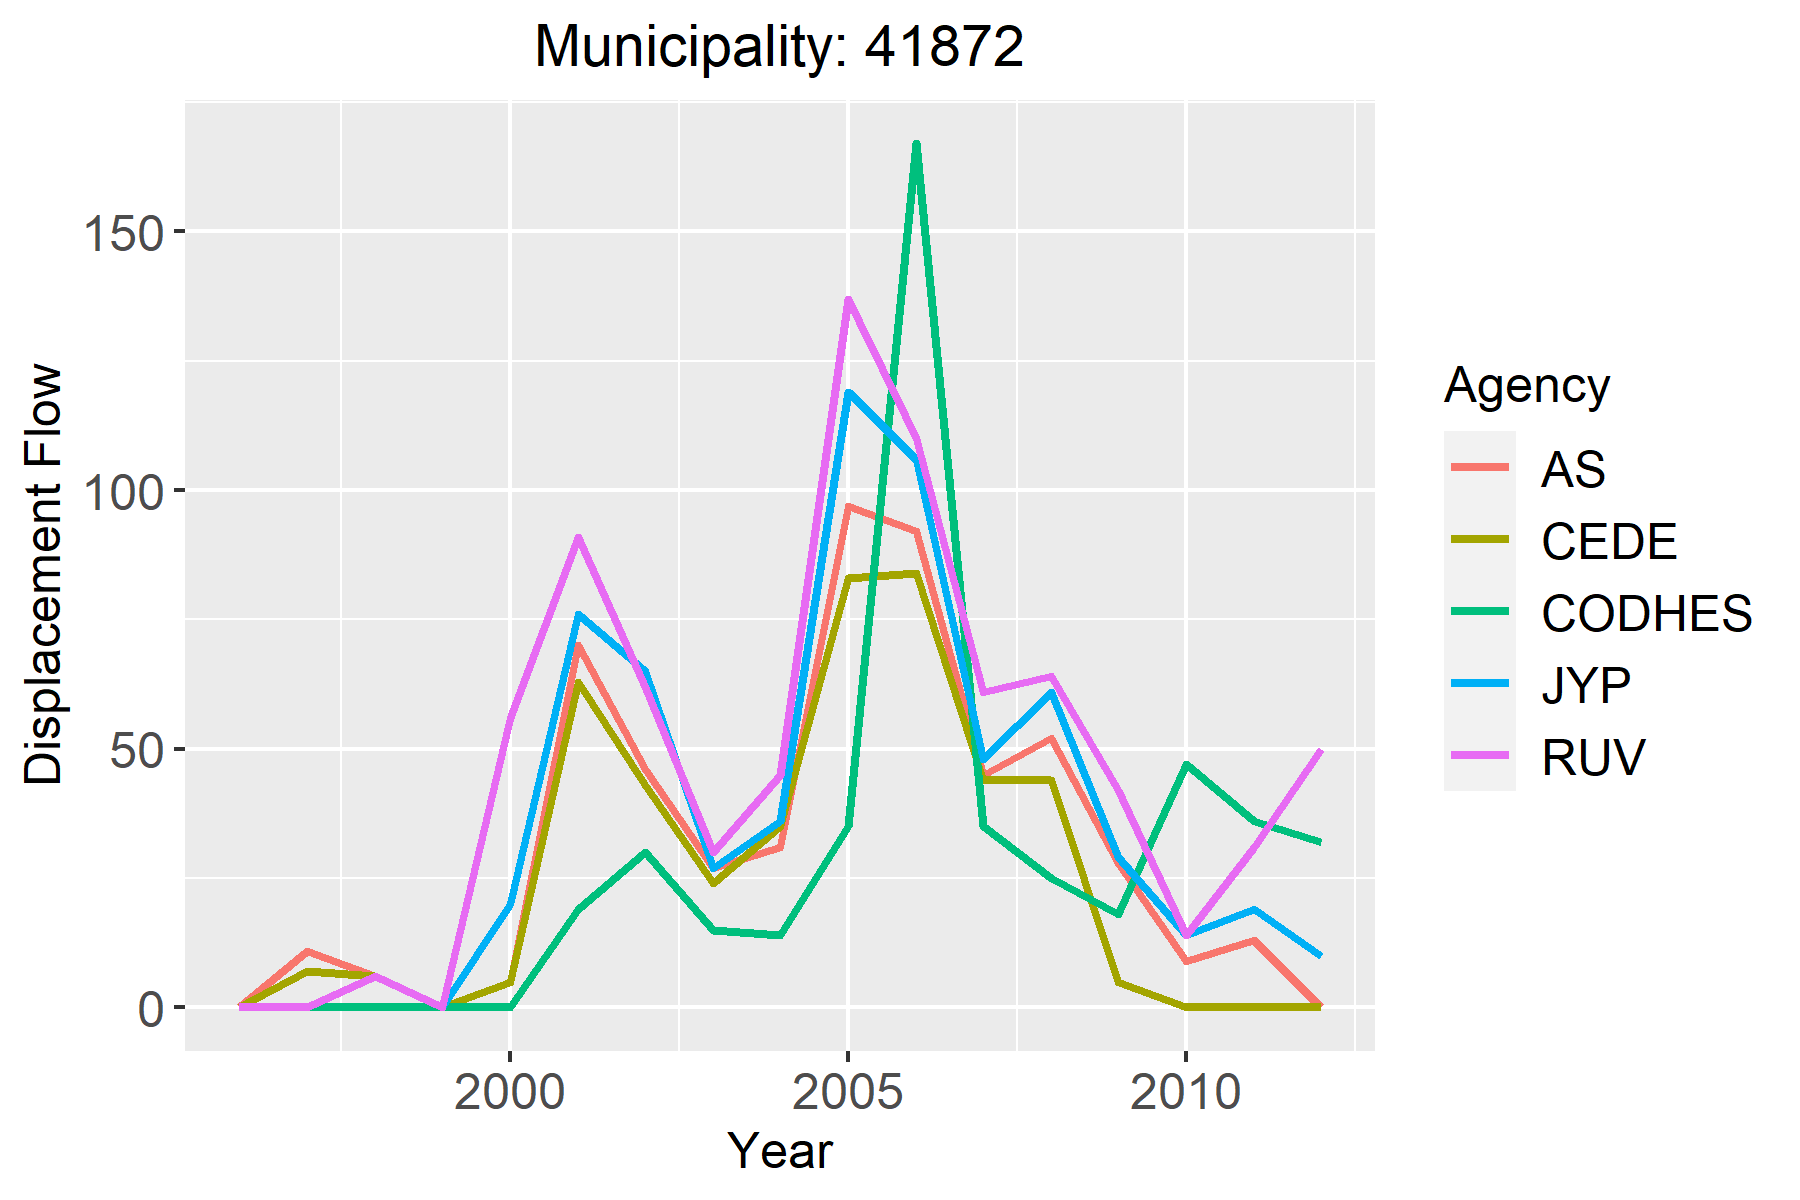 Municipality: 41872
Displacement Flow
150
100
50
0
2000 2005 2010
Year
Agency
AS
CEDE
CODHES
JYP
RUV